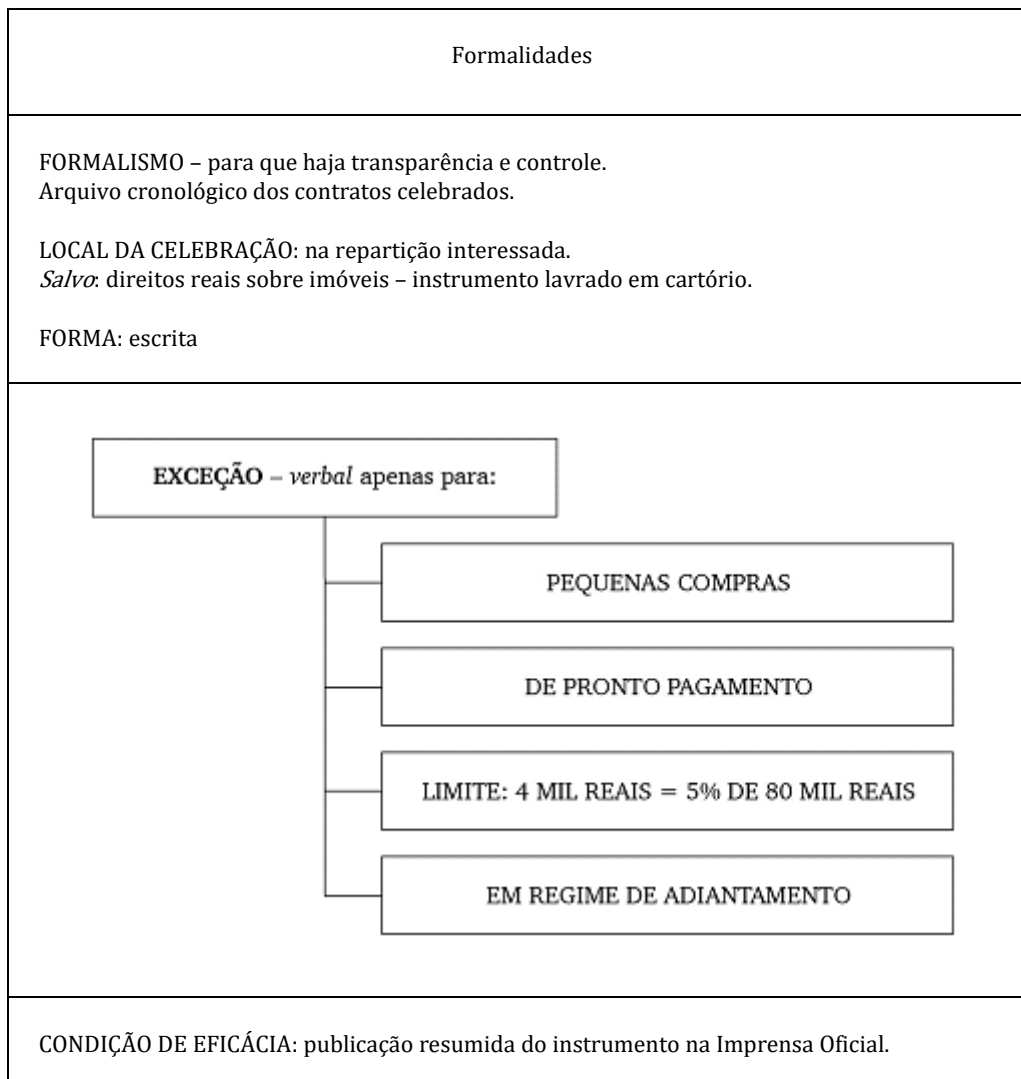 Formalidades
FORMALISMO – para que haja transparência e controle.
Arquivo cronológico dos contratos celebrados.
LOCAL DA CELEBRAÇÃO: na repartição interessada.
Salvo: direitos reais sobre imóveis – instrumento lavrado em cartório.
FORMA: escrita
EXCEÇÃO – verbal apenas para:
PEQUENAS COMPRAS
DE PRONTO PAGAMENTO
LIMITE: 4 MIL REAIS = 5% DE 80 MIL REAIS
EM REGIME DE ADIANTAMENTO
CONDIÇÃO DE EFICÁCIA: publicação resumida do instrumento na Imprensa Oficial.